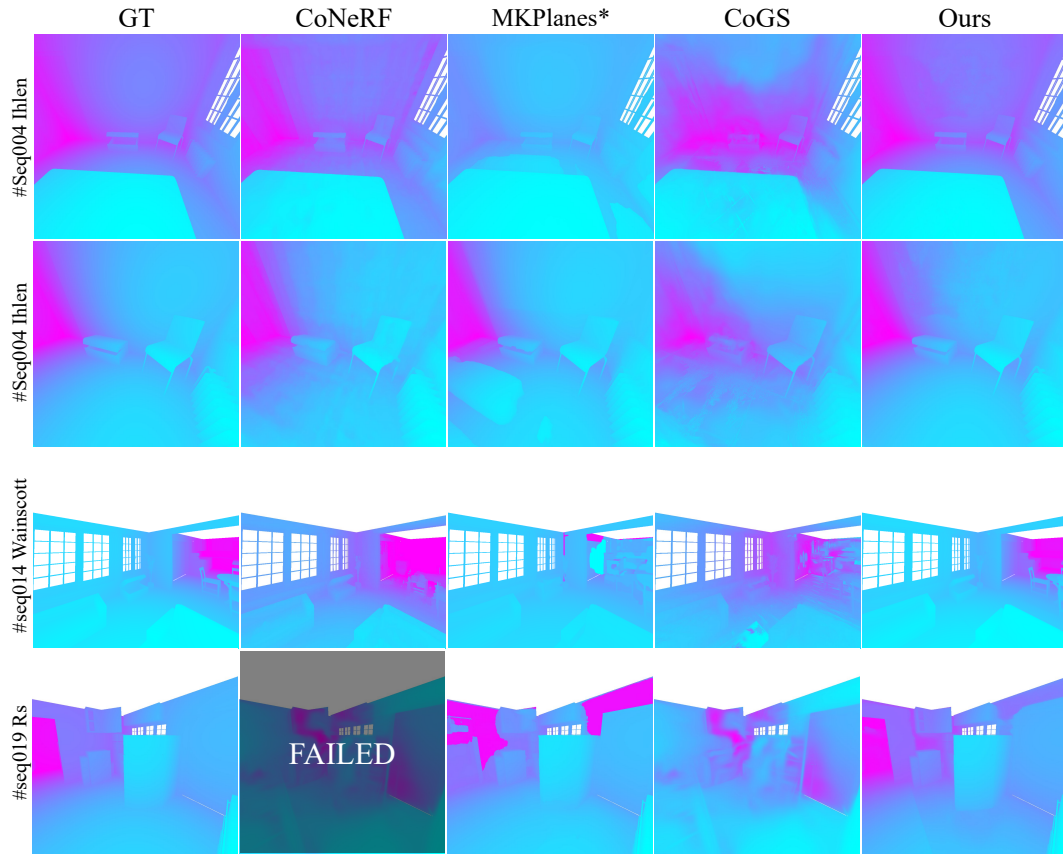 GT CoNeRF MKPlanes* CoGS Ours
#Seq004 Ihlen
#Seq004 Ihlen
#seq014 Wainscott
#seq019 Rs
FAILED